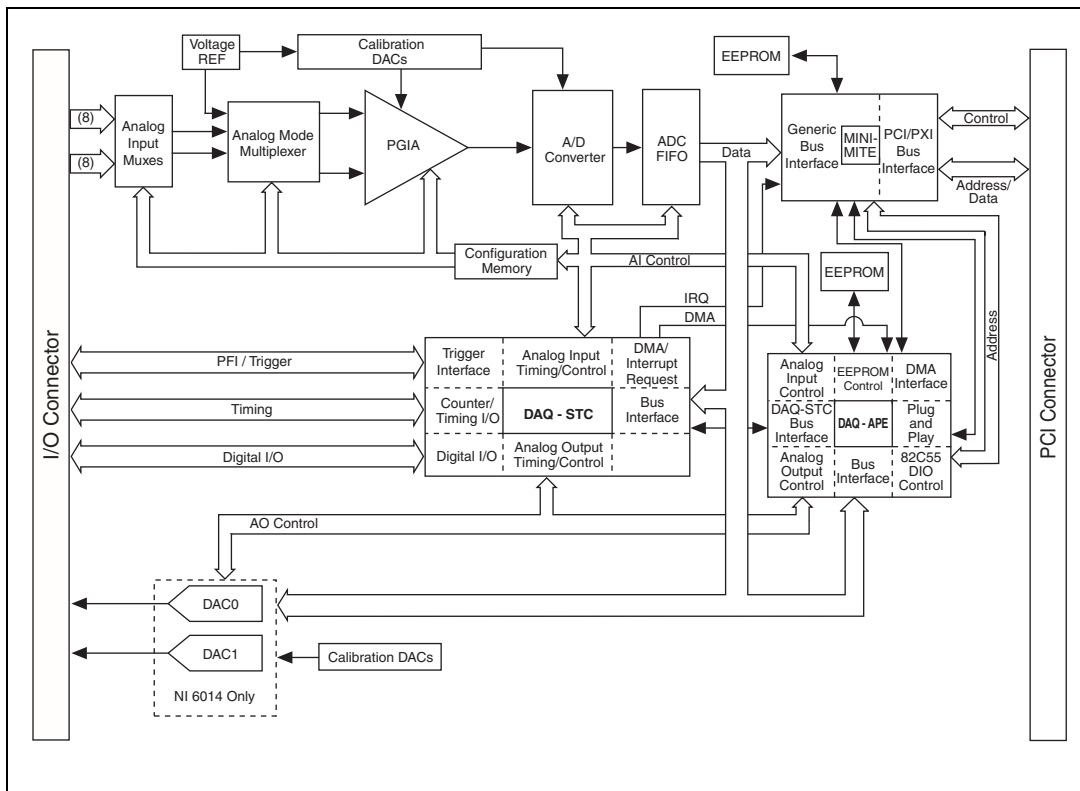 Voltage
REF
Calibration
DACs
EEPROM
(8)
(8)
Analog
Input
Muxes
Analog Mode
Multiplexer
PGIA
A/D
Converter
ADC
FIFO
Data
Generic
Bus
Interface
MINI-
MITE
PCI/PXI
Bus
Interface
Control
Address/
Data
Configuration
Memory
AI Control
EEPROM
IRQ
DMA
Address
I/O Connector
PCI Connector
PFI / Trigger
Timing
Digital I/O
Trigger
Interface
Analog Input
Timing/Control
DMA/
Interrupt
Request
Counter/
Timing I/O
DAQ - STC
Bus
Interface
Digital I/O
Analog Output
Timing/Control
Analog
Input
Control
EEPROM
Control
DMA
Interface
DAQ-STC
Bus
Interface
DAQ - APE
Plug
and
Play
Analog
Output
Control
Bus
Interface
82C55
DIO
Control
AO Control
DAC0
DAC1
Calibration DACs
NI 6014 Only